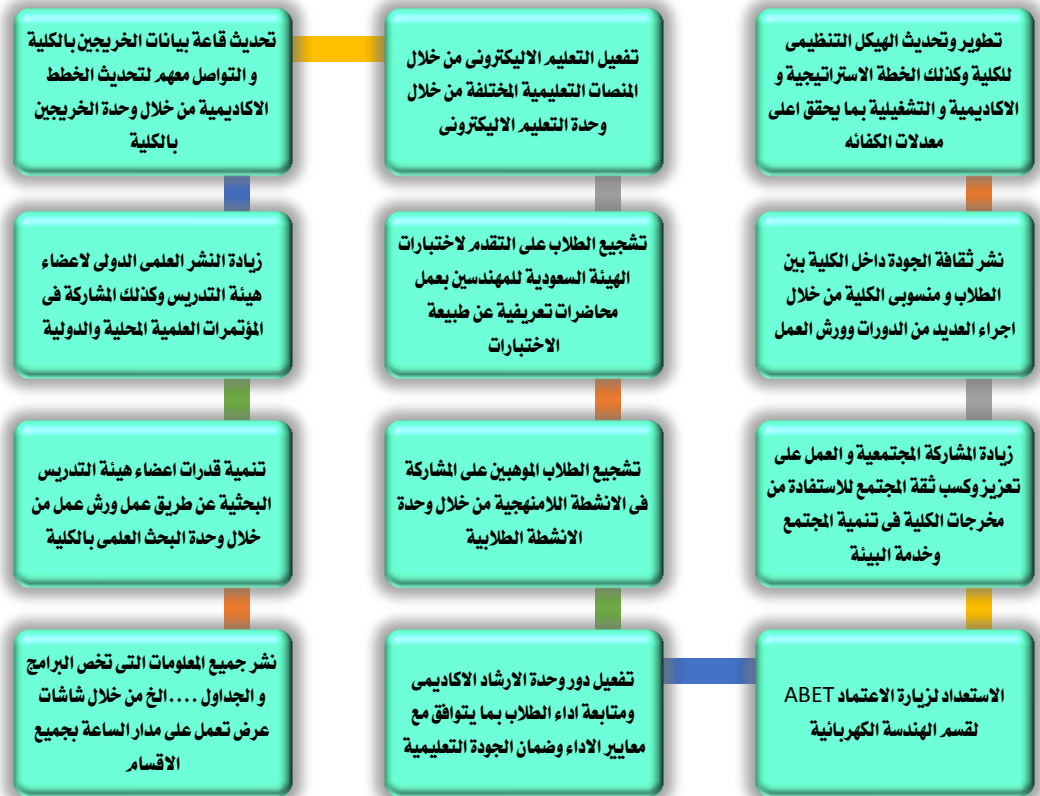 تطوير وتحديث الهيكل التنظيمى
للكلية وكذلك الخطة الاستراتيجية و
الاكاديمية و التشغيلية بما يحقق اعلى
معدلات الكفائه
نشر ثقافة الجودة داخل الكلية بين
الطلاب و منسوبى الكلية من خلال
اجراء العديد من الدورات وورش العمل
زيادة المشاركة المجتمعية و العمل على
تعزيز وكسب ثقة المجتمع للاستفادة من
مخرجات الكلية فى تنمية المجتمع
وخدمة البيئة
الاستعداد لزيارة الاعتماد ABET
لقسم الهندسة الكهربائية
تفعيل دور وحدة الارشاد الاكاديمى
ومتابعة اداء الطلاب بما يتوافق مع
معايير الاداء وضمان الجودة التعليمية
تشجيع الطلاب الموهبين على المشاركة
فى الانشطة اللامنهجية من خلال وحدة
الانشطة الطلابية
تشجيع الطلاب على التقدم لاختبارات
الهيئة السعودية للمهندسين بعمل
محاضرات تعريفية عن طبيعة
الاختبارات
تفعيل التعليم الاليكترونى من خلال
المنصات التعليمية المختلفة من خلال
وحدة التعليم الاليكترونى
تحديث قاعة بيانات الخريجين بالكلية
و التواصل معهم لتحديث الخطط
الاكاديمية من خلال وحدة الخريجين
بالكلية
زيادة النشر العلمى الدولى لاعضاء
هيئة التدريس وكذلك المشاركة فى
المؤتمرات العلمية المحلية والدولية
تنمية قدرات اعضاء هيئة التدريس
البحثية عن طريق عمل ورش عمل من
خلال وحدة البحث العلمى بالكلية
نشر جميع المعلومات التى تخص البرامج
و الجداول ....الخ من خلال شاشات
عرض تعمل على مدار الساعة بجميع
الاقسام